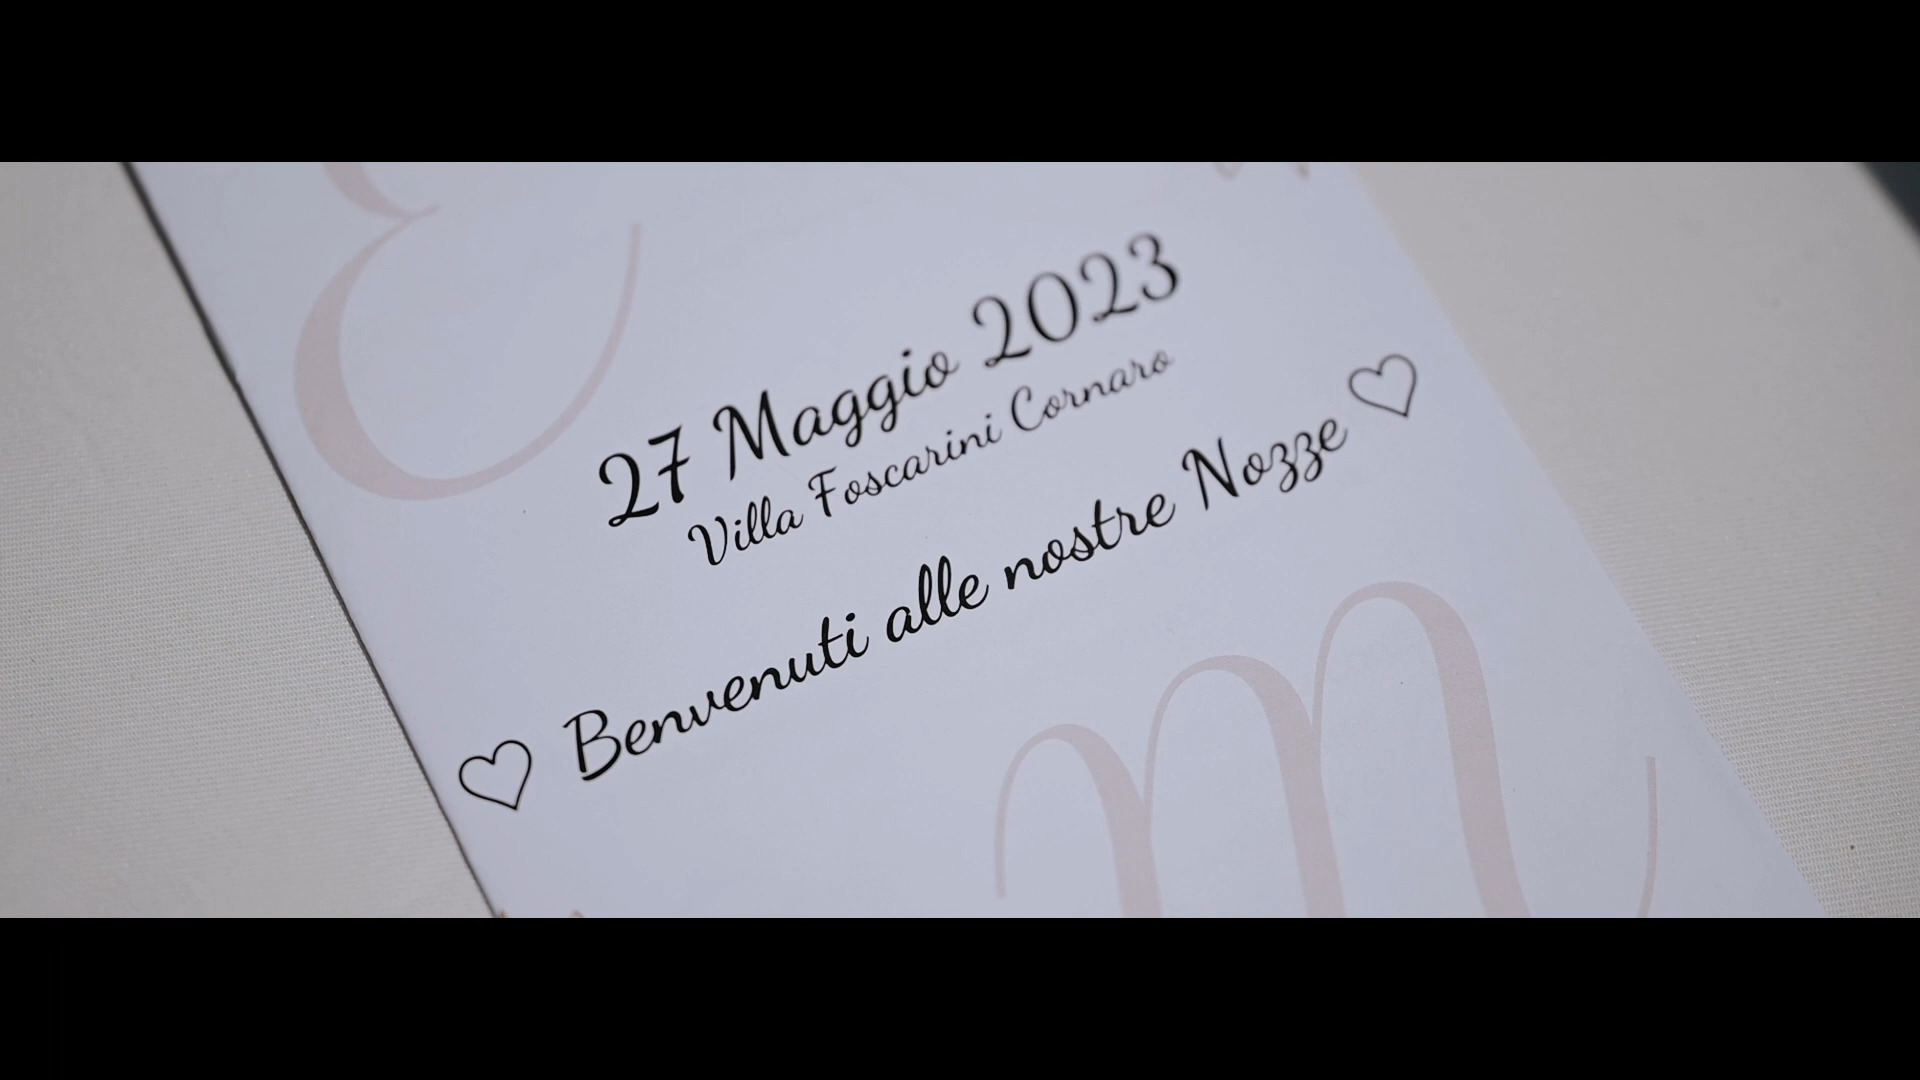 E
27 Maggio 2023
Villa Foscarini Cornaro
♡ Benvenuti alle nostre Nozze ♡
m